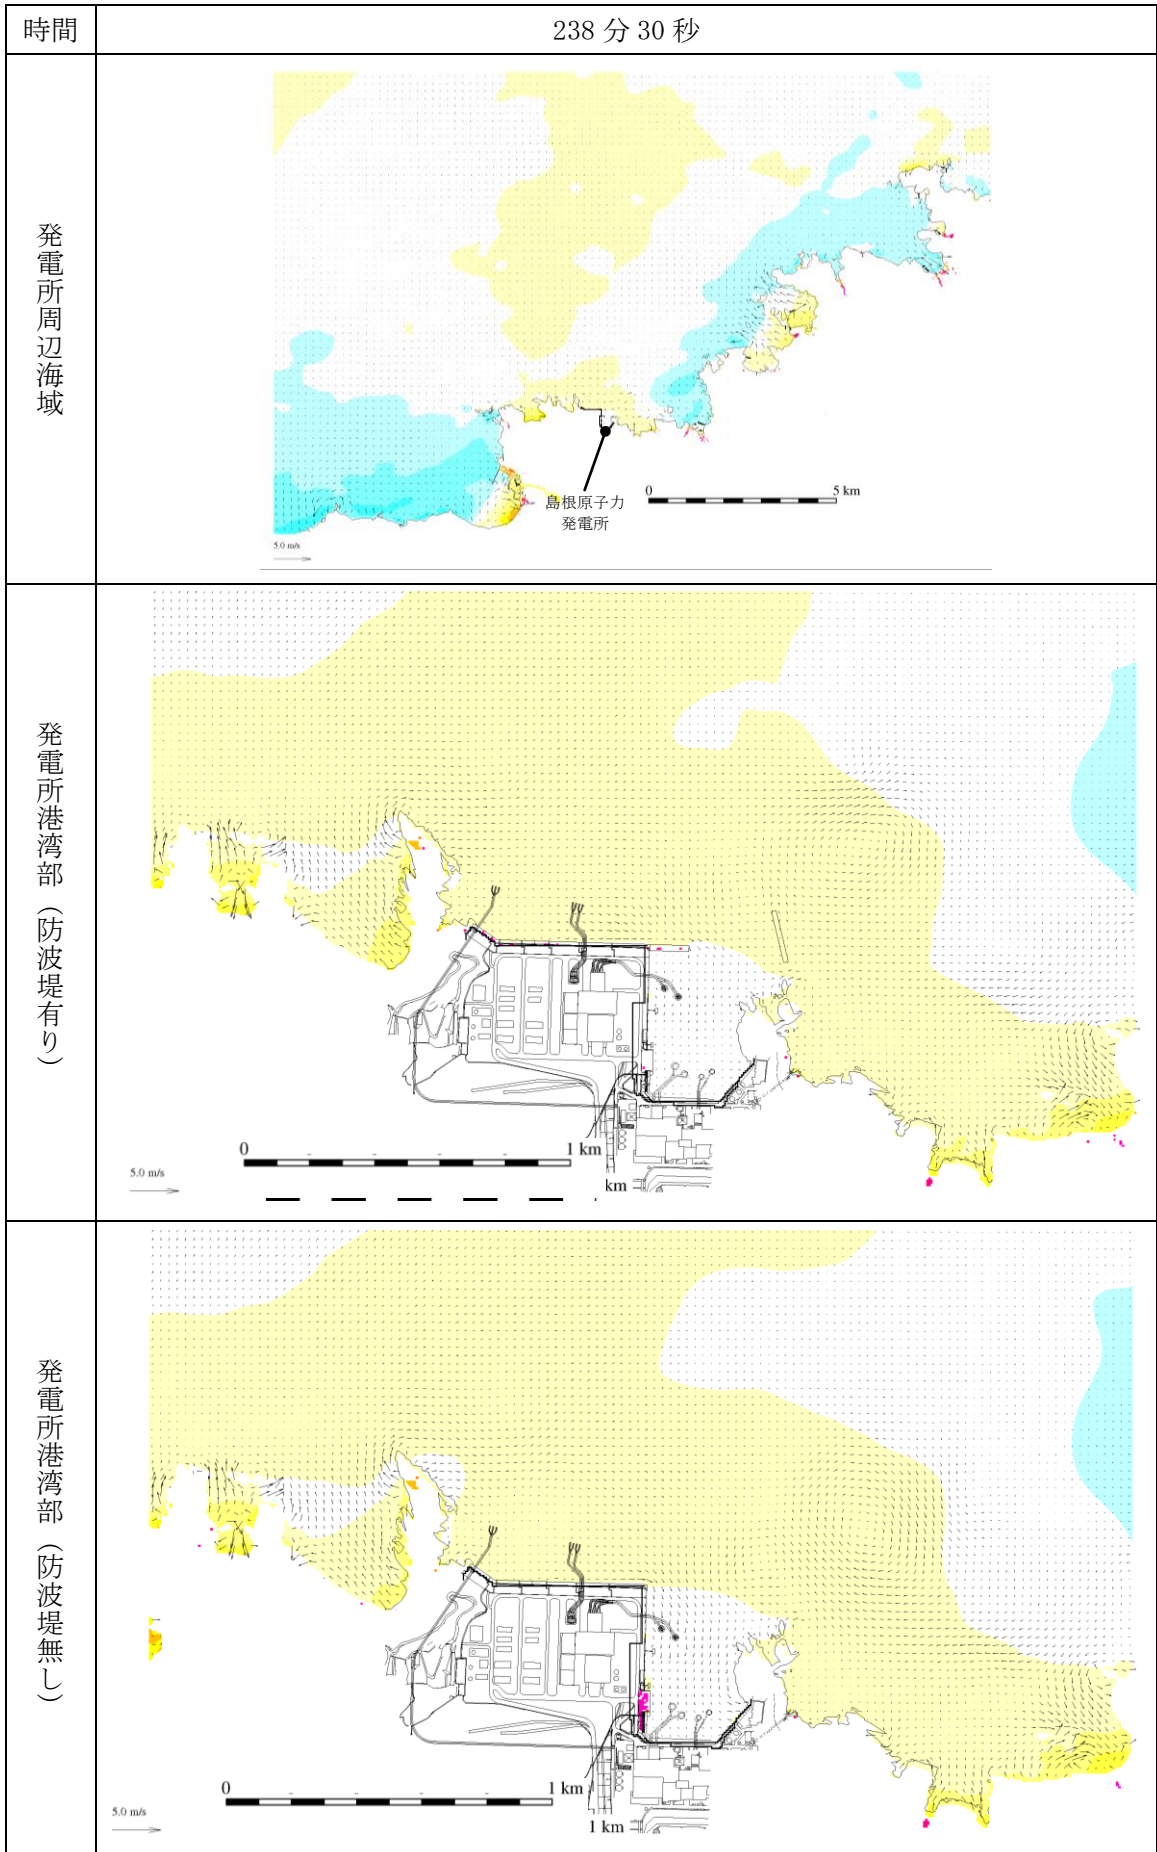 時間
238 分 30 秒
発電所周辺海域
島根原子力
発電所
0 5 km
5.0 m/s
発電所港湾部（防波堤有り）
0 1 km
5.0 m/s
km
発電所港湾部（防波堤無し）
0 1 km
5.0 m/s
1 km